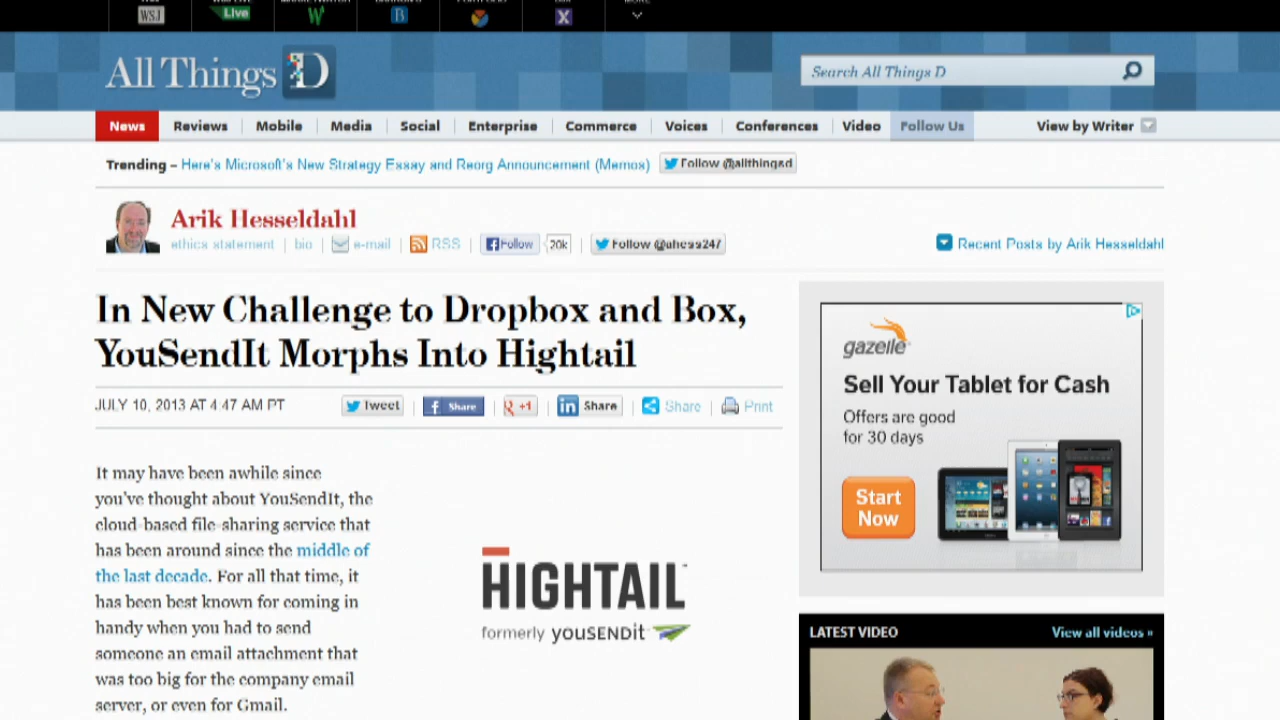 WSJ
Live
All Things D
Search All Things D
News Reviews Mobile Media Social Enterprise Commerce Voices Conferences Video Follow Us View by Writer
Trending – Here's Microsoft's New Strategy Essay and Reorg Announcement (Memos) Follow @allthingsd
Arik Hesseldahl
ethics statement | bio | e-mail | RSS | Follow 20k | Follow @ahess247
Recent Posts by Arik Hesseldahl
In New Challenge to Dropbox and Box,
YouSendIt Morphs Into Hightail
JULY 10, 2013 AT 4:47 AM PT
Tweet | Share | +1 | Share | Share | Print
It may have been awhile since
you've thought about YouSendIt, the
cloud-based file-sharing service that
has been around since the middle of
the last decade. For all that time, it
has been best known for coming in
handy when you had to send
someone an email attachment that
was too big for the company email
server, or even for Gmail.
HIGHTAIL™
formerly YOUSENDIT
gazelle
Sell Your Tablet for Cash
Offers are good
for 30 days
Start
Now
LATEST VIDEO View all videos »